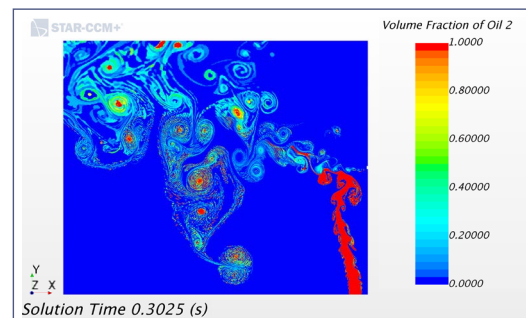 STAR-CCM+
Volume Fraction of Oil 2
1.0000
0.80000
0.60000
0.40000
0.20000
0.0000
Y
Z X
Solution Time 0.3025 (s)